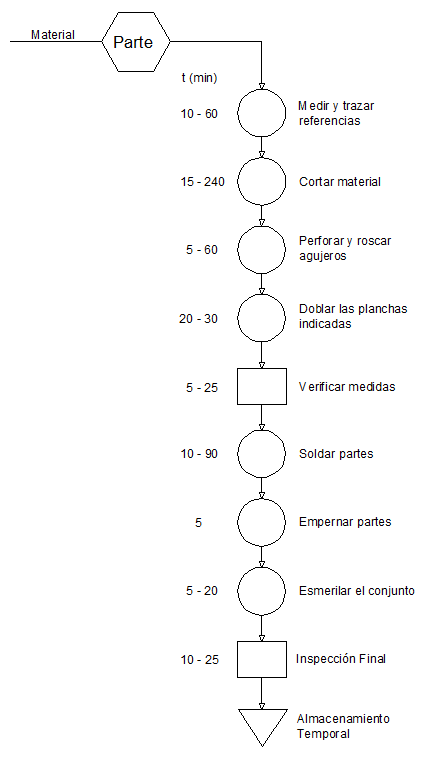 Material
Parte
t (min)
10 - 60
Medir y trazar
referencias
15 - 240
Cortar material
5 - 60
Perforar y roscar
agujeros
20 - 30
Doblar las planchas
indicadas
5 - 25
Verificar medidas
10 - 90
Soldar partes
5
Empernar partes
5 - 20
Esmerilar el conjunto
10 - 25
Inspección Final
Almacenamiento
Temporal